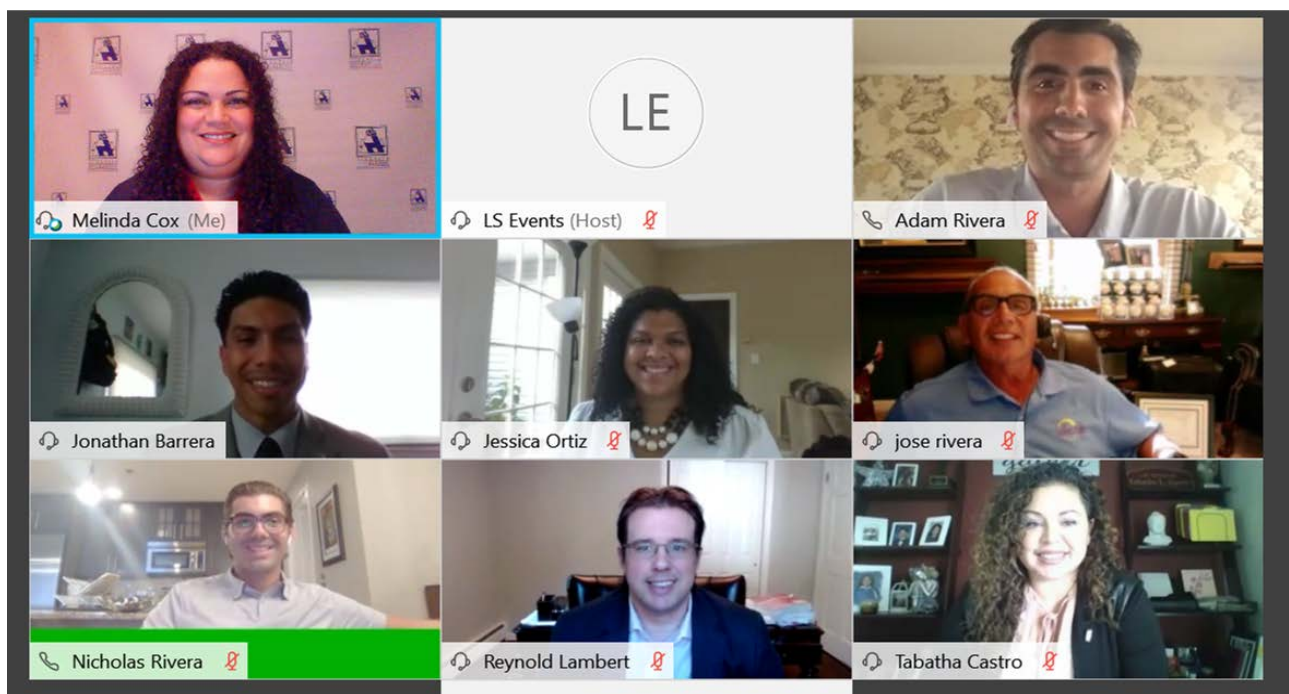 Melinda Cox (Me)
LE
LS Events (Host)
Adam Rivera
Jonathan Barrera
Jessica Ortiz
jose rivera
Nicholas Rivera
Reynold Lambert
Tabatha Castro